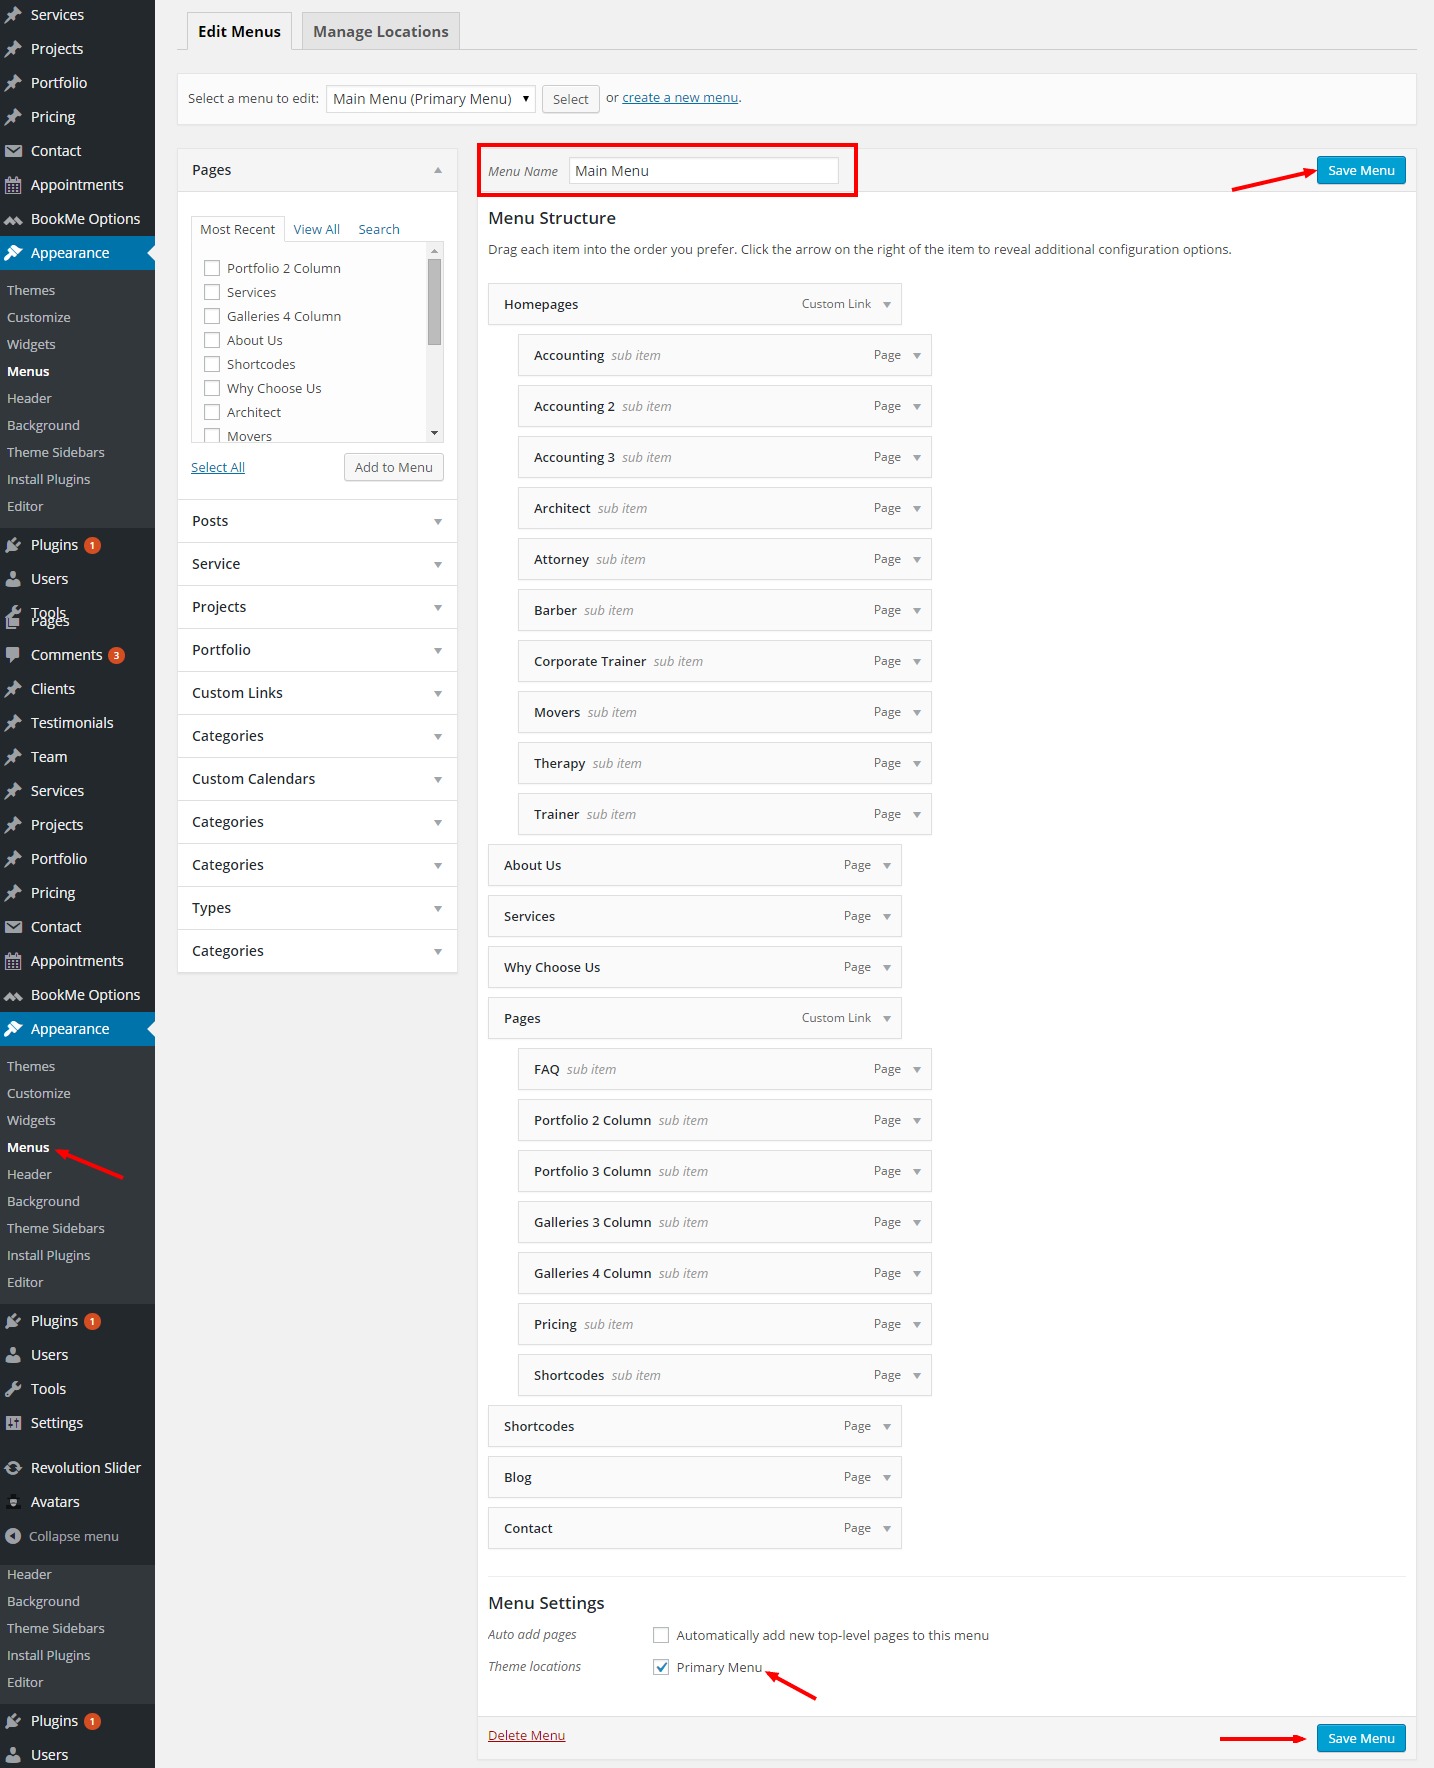 Services
Projects
Portfolio
Pricing
Contact
Appointments
BookMe Options
Appearance
Themes
Customize
Widgets
Menus
Header
Background
Theme Sidebars
Install Plugins
Editor
Plugins 1
Users
Tools
Pages
Comments 3
Clients
Testimonials
Team
Services
Projects
Portfolio
Pricing
Contact
Appointments
BookMe Options
Appearance
Themes
Customize
Widgets
Menus
Header
Background
Theme Sidebars
Install Plugins
Editor
Plugins 1
Users
Tools
Settings
Revolution Slider
Avatars
Collapse menu
Header
Background
Theme Sidebars
Install Plugins
Editor
Plugins 1
Users
Edit Menus Manage Locations
Select a menu to edit: Main Menu (Primary Menu) Select or create a new menu.
Pages
Most Recent View All Search
Portfolio 2 Column
Services
Galleries 4 Column
About Us
Shortcodes
Why Choose Us
Architect
Movers
Select All Add to Menu
Posts
Service
Projects
Portfolio
Custom Links
Categories
Custom Calendars
Categories
Categories
Types
Categories
Menu Name Main Menu Save Menu
Menu Structure
Drag each item into the order you prefer. Click the arrow on the right of the item to reveal additional configuration options.
Homepages Custom Link
Accounting sub item Page
Accounting 2 sub item Page
Accounting 3 sub item Page
Architect sub item Page
Attorney sub item Page
Barber sub item Page
Corporate Trainer sub item Page
Movers sub item Page
Therapy sub item Page
Trainer sub item Page
About Us Page
Services Page
Why Choose Us Page
Pages Custom Link
FAQ sub item Page
Portfolio 2 Column sub item Page
Portfolio 3 Column sub item Page
Galleries 3 Column sub item Page
Galleries 4 Column sub item Page
Pricing sub item Page
Shortcodes sub item Page
Shortcodes Page
Blog Page
Contact Page
Menu Settings
Auto add pages Automatically add new top-level pages to this menu
Theme locations Primary Menu
Delete Menu Save Menu